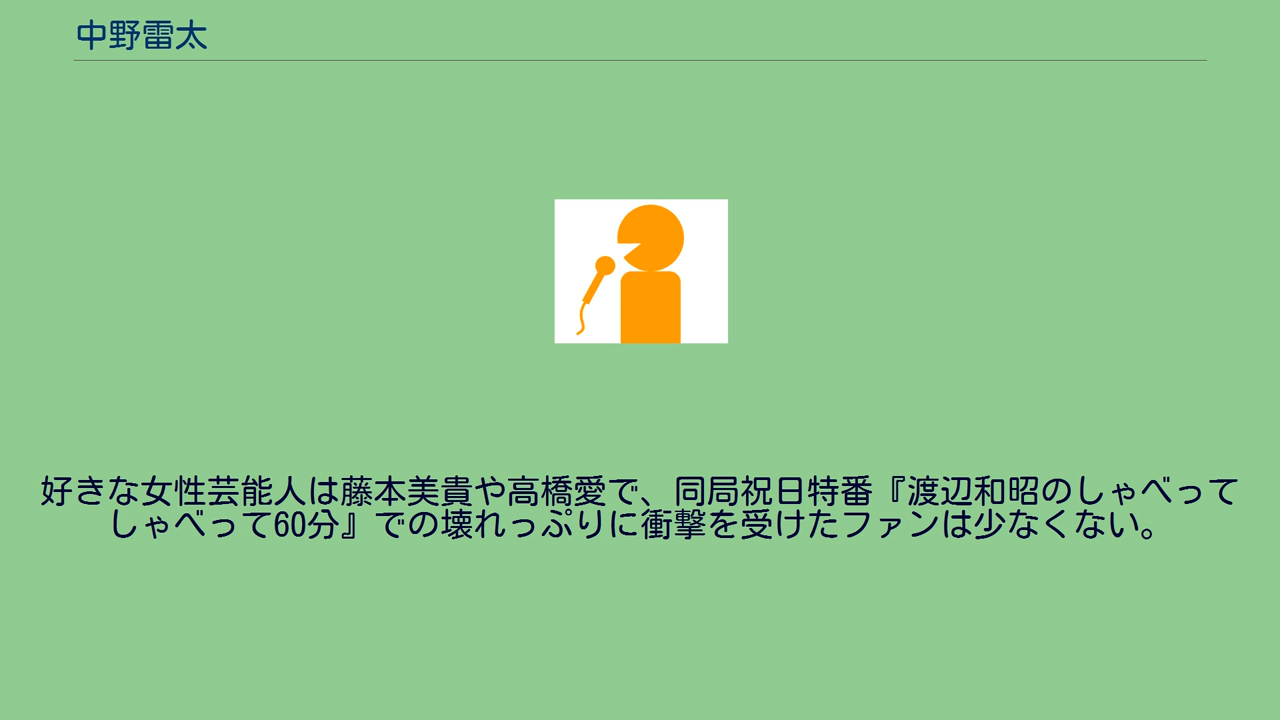 中野雷太
好きな女性芸能人は藤本美貴や高橋愛で、同局祝日特番『渡辺和昭のしゃべって
しゃべって60分』での壊れっぷりに衝撃を受けたファンは少なくない。